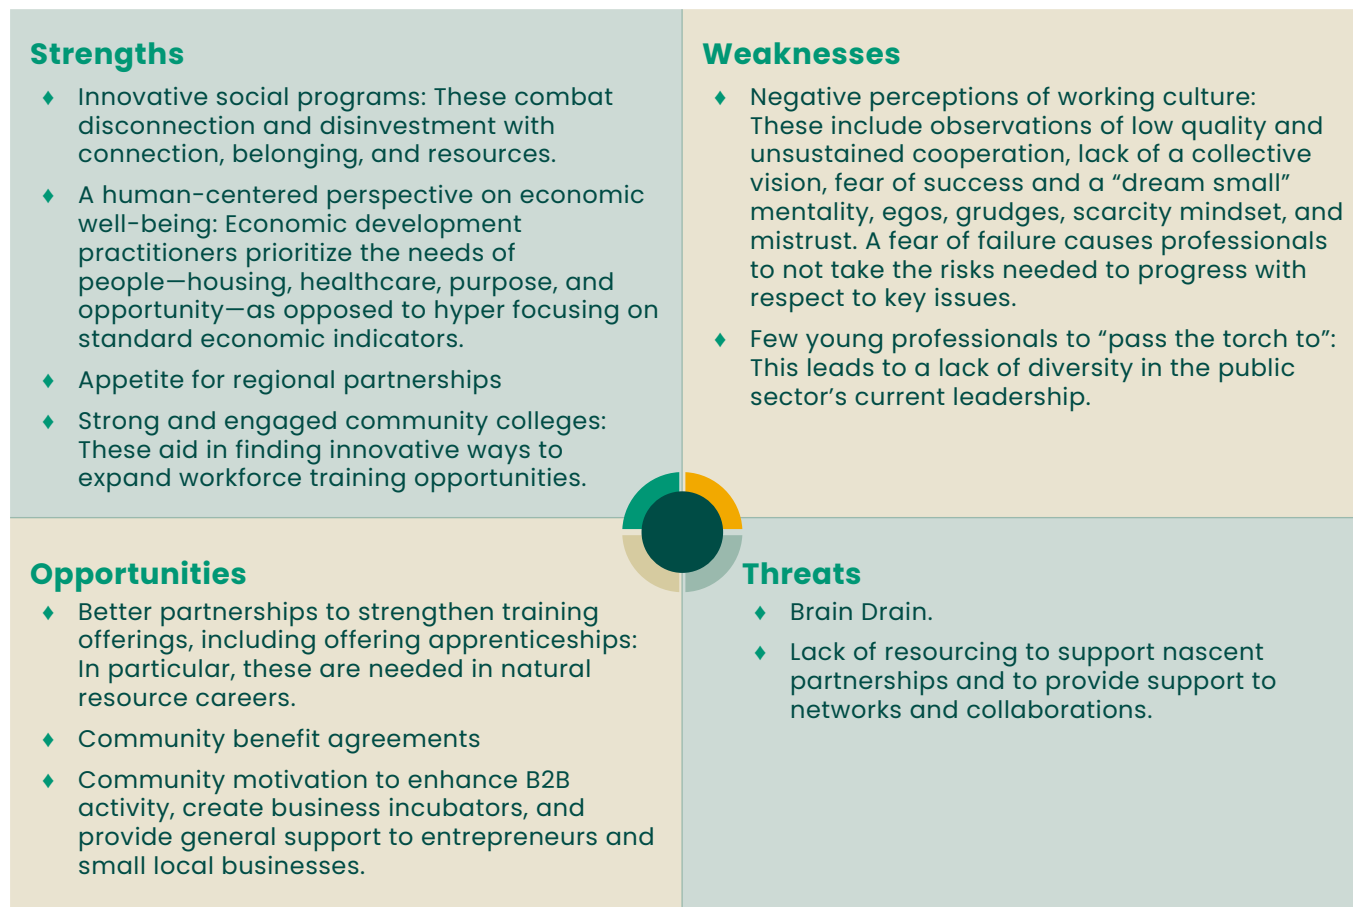 Strengths
♦ Innovative social programs: These combat
disconnection and disinvestment with
connection, belonging, and resources.
♦ A human-centered perspective on economic
well-being: Economic development
practitioners prioritize the needs of
people—housing, healthcare, purpose, and
opportunity—as opposed to hyper focusing on
standard economic indicators.
♦ Appetite for regional partnerships
♦ Strong and engaged community colleges:
These aid in finding innovative ways to
expand workforce training opportunities.
Weaknesses
♦ Negative perceptions of working culture:
These include observations of low quality and
unsustained cooperation, lack of a collective
vision, fear of success and a “dream small”
mentality, egos, grudges, scarcity mindset, and
mistrust. A fear of failure causes professionals
to not take the risks needed to progress with
respect to key issues.
♦ Few young professionals to “pass the torch to”:
This leads to a lack of diversity in the public
sector’s current leadership.
Opportunities
♦ Better partnerships to strengthen training
offerings, including offering apprenticeships:
In particular, these are needed in natural
resource careers.
♦ Community benefit agreements
♦ Community motivation to enhance B2B
activity, create business incubators, and
provide general support to entrepreneurs and
small local businesses.
Threats
♦ Brain Drain.
♦ Lack of resourcing to support nascent
partnerships and to provide support to
networks and collaborations.